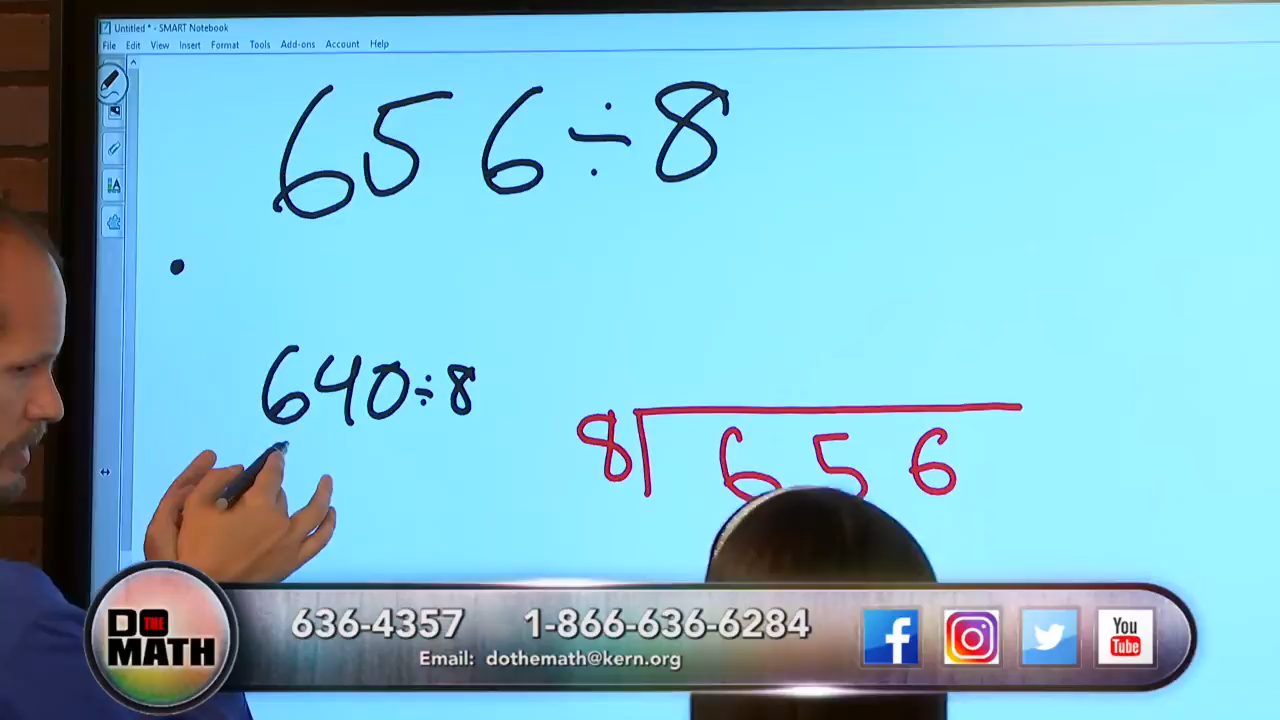 Untitled * - SMART Notebook
File Edit View Insert Format Tools Add-ons Account Help
656÷8
640÷8
8 656
DO THE MATH
636-4357 1-866-636-6284
Email: dothemath@kern.org
You Tube